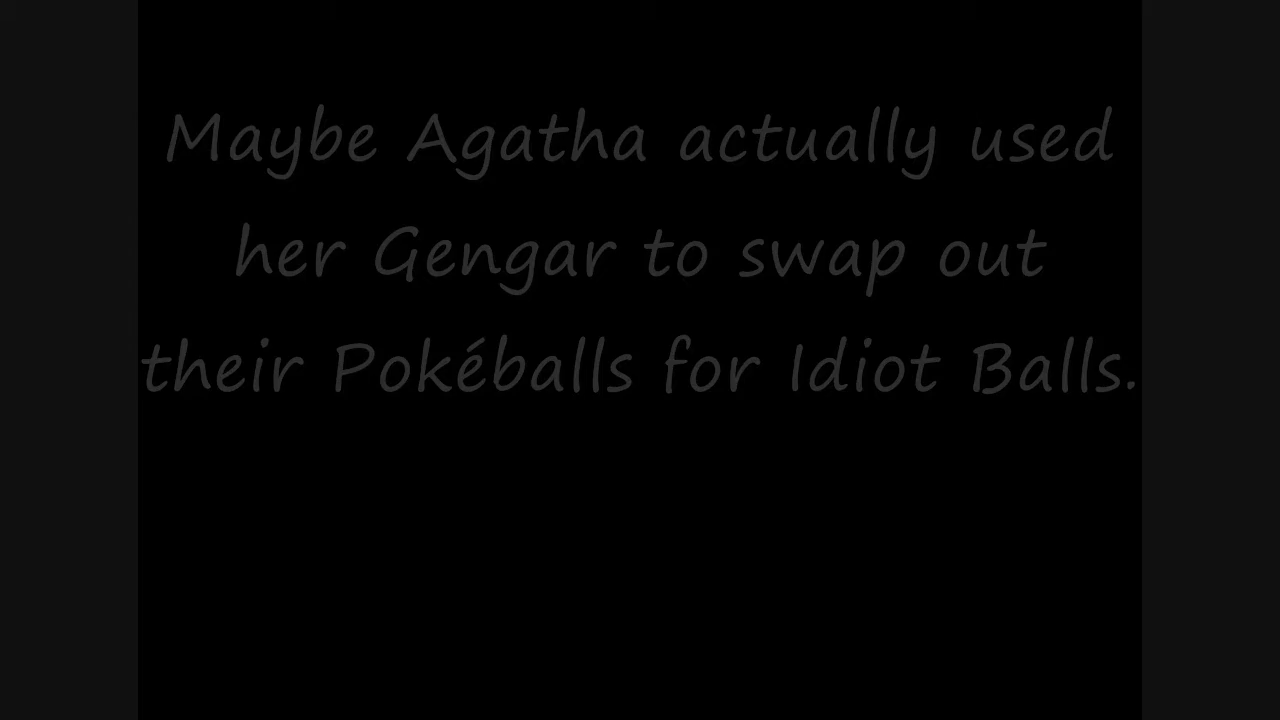 Maybe Agatha actually used
her Gengar to swap out
their Pokéballs for Idiot Balls.